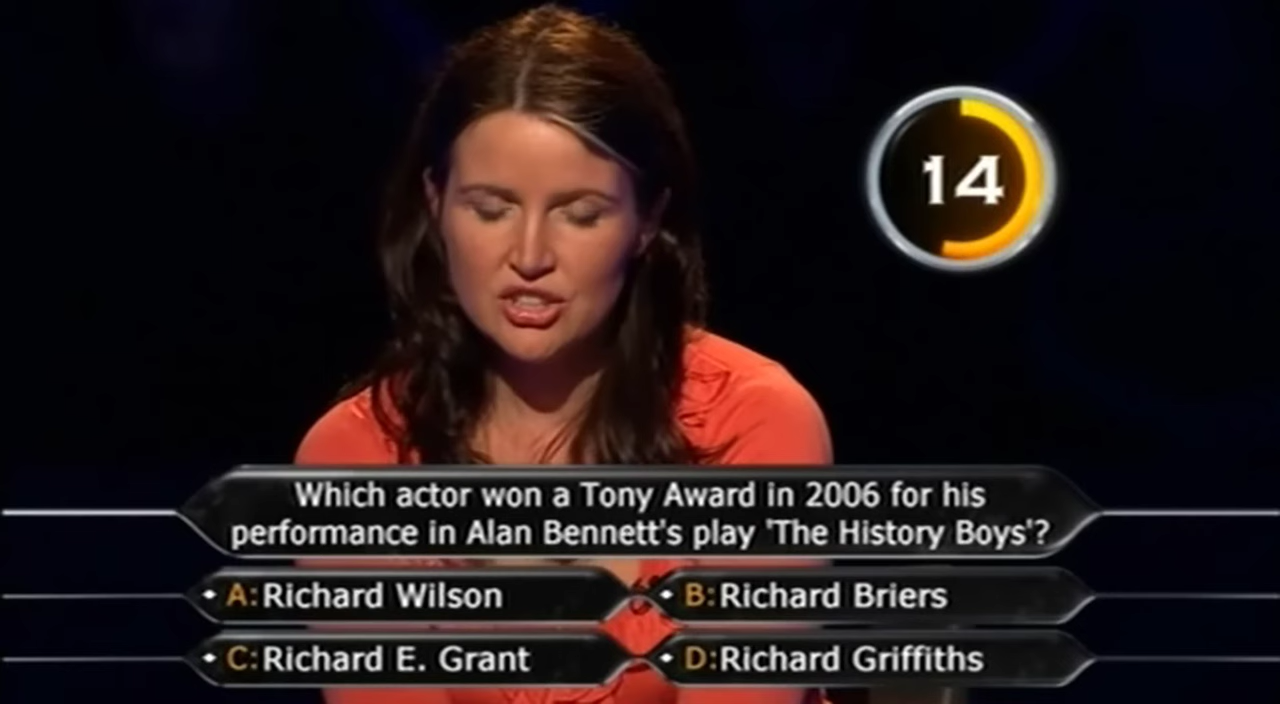 14
Which actor won a Tony Award in 2006 for his
performance in Alan Bennett's play 'The History Boys'?
A: Richard Wilson
B: Richard Briers
C: Richard E. Grant
D: Richard Griffiths